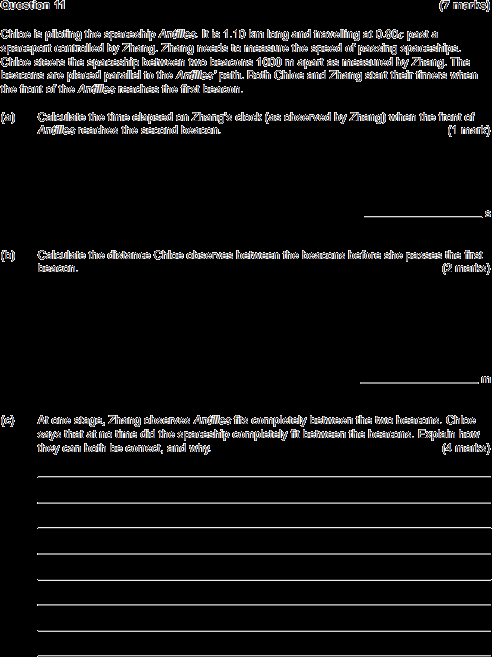 Question 11 (7 marks)
Chloe is piloting the spaceship Antilles. It is 1.10 km long and travelling at 0.80c past a
spaceport controlled by Zhang. Zhang needs to measure the speed of passing spaceships.
Chloe steers the spaceship between two beacons 1000 m apart as measured by Zhang. The
beacons are placed parallel to the Antilles' path. Both Chloe and Zhang start their timers when
the front of the Antilles reaches the first beacon.
(a) Calculate the time elapsed on Zhang's clock (as observed by Zhang) when the front of
Antilles reaches the second beacon. (1 mark)
s
(b) Calculate the distance Chloe observes between the beacons before she passes the first
beacon. (2 marks)
m
(c) At one stage, Zhang observes Antilles fits completely between the two beacons. Chloe
says that at no time did the spaceship completely fit between the beacons. Explain how
they can both be correct, and why. (4 marks)